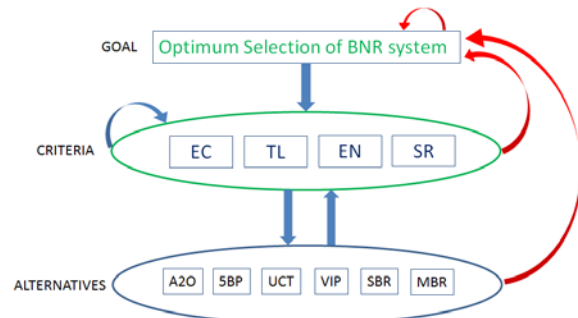 GOAL Optimum Selection of BNR system
CRITERIA EC TL EN SR
ALTERNATIVES A2O 5BP UCT VIP SBR MBR